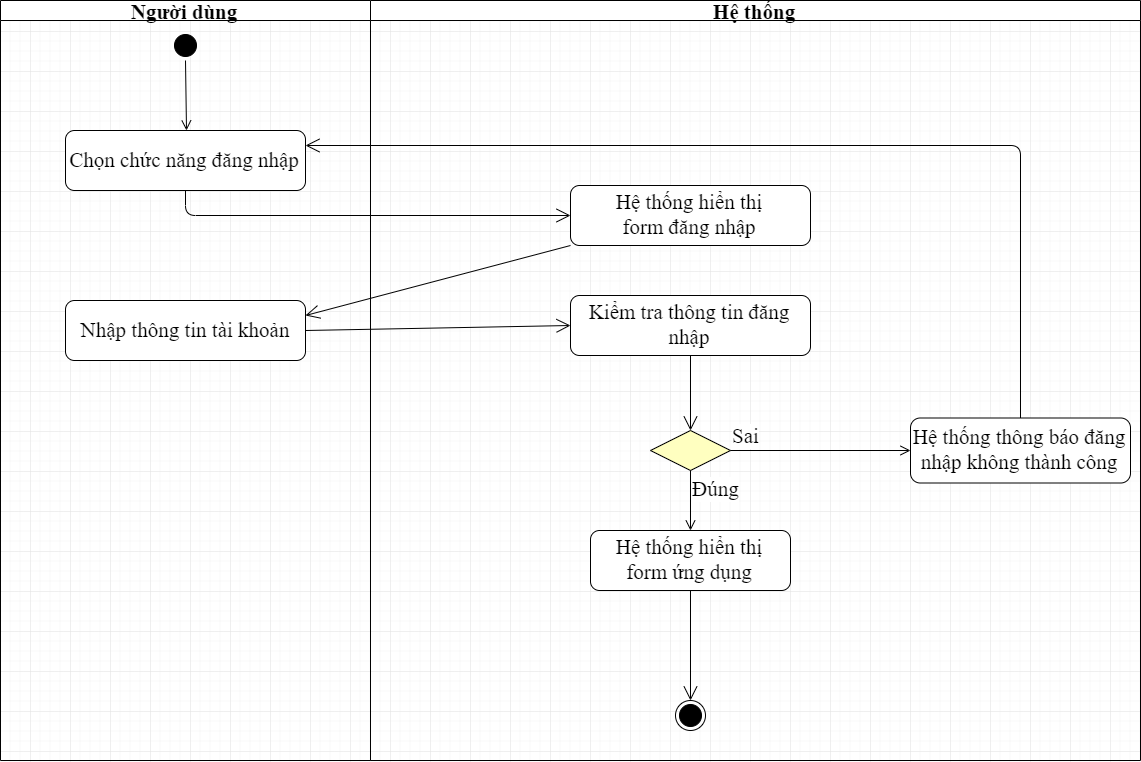 Người dùng
Hệ thống
Chọn chức năng đăng nhập
Hệ thống hiển thị
form đăng nhập
Nhập thông tin tài khoản
Kiểm tra thông tin đăng
nhập
Sai
Hệ thống thông báo đăng
nhập không thành công
Đúng
Hệ thống hiển thị
form ứng dụng